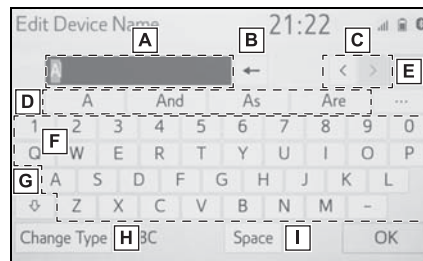 Edit Device Name 21:22
A B C
A ← < > E
D A And As Are ...
1 2 3 4 5 6 7 8 9 0
F
Q W E R T Y U I O P
G A S D F G H J K L
Z X C V B N M -
Change Type H BC Space I OK